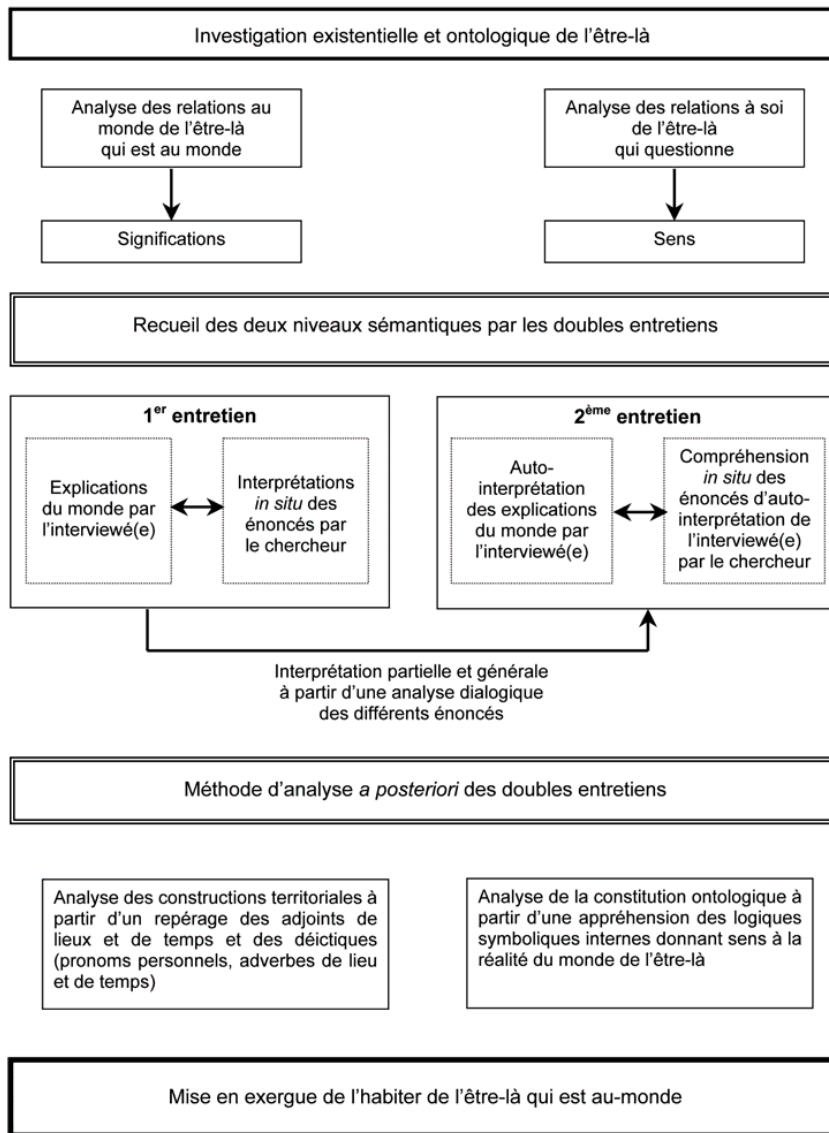 Investigation existentielle et ontologique de l'être-là
Analyse des relations au
monde de l'être-là
qui est au monde
Analyse des relations à soi
de l'être-là
qui questionne
Significations
Sens
Recueil des deux niveaux sémantiques par les doubles entretiens
1er entretien
Explications
du monde par
l'interviewé(e)
Interprétations
in situ des
énoncés par
le chercheur
2ème entretien
Auto-
interprétation
des explications
du monde par
l'interviewé(e)
Compréhension
in situ des
énoncés d'auto-
interprétation de
l'interviewé(e)
par le chercheur
Interprétation partielle et générale
à partir d'une analyse dialogique
des différents énoncés
Méthode d'analyse a posteriori des doubles entretiens
Analyse des constructions territoriales à
partir d'un repérage des adjoints de
lieux et de temps et des déictiques
(pronoms personnels, adverbes de lieu
et de temps)
Analyse de la constitution ontologique à
partir d'une appréhension des logiques
symboliques internes donnant sens à la
réalité du monde de l'être-là
Mise en exergue de l'habiter de l'être-là qui est au-monde